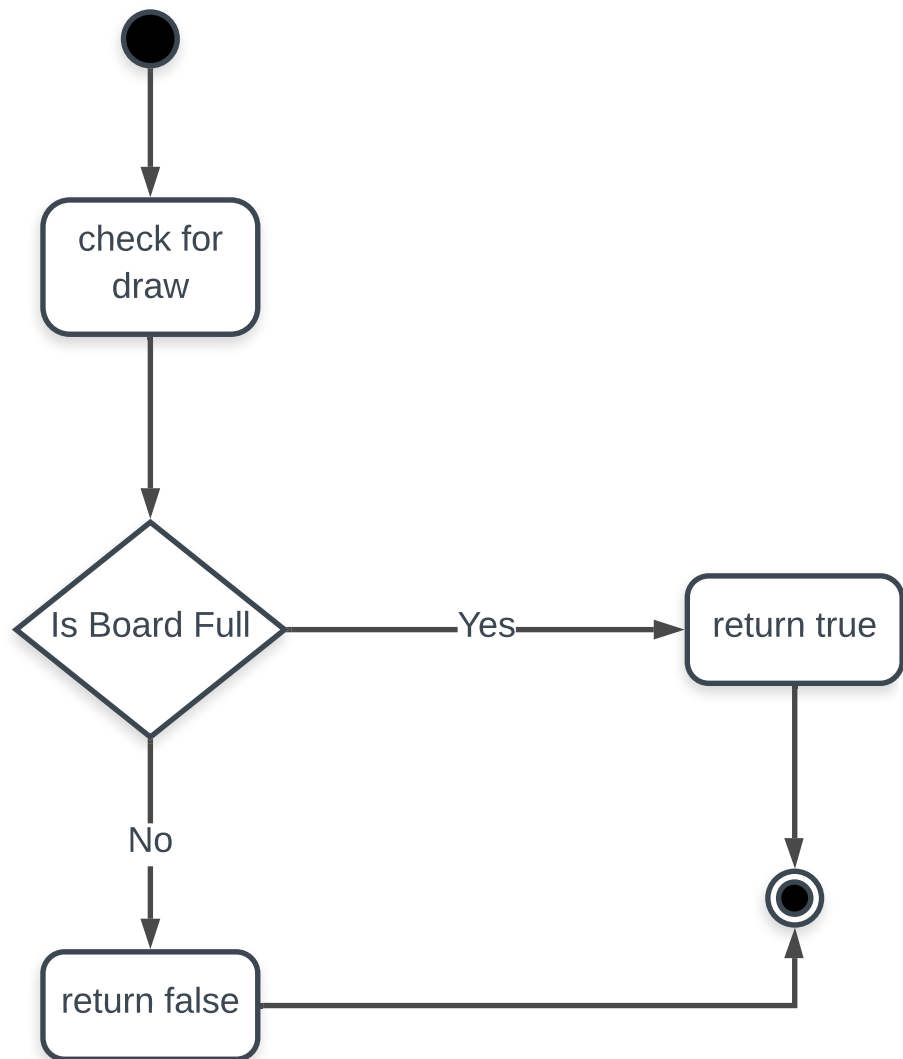 check for
draw
Is Board Full
Yes
return true
No
return false